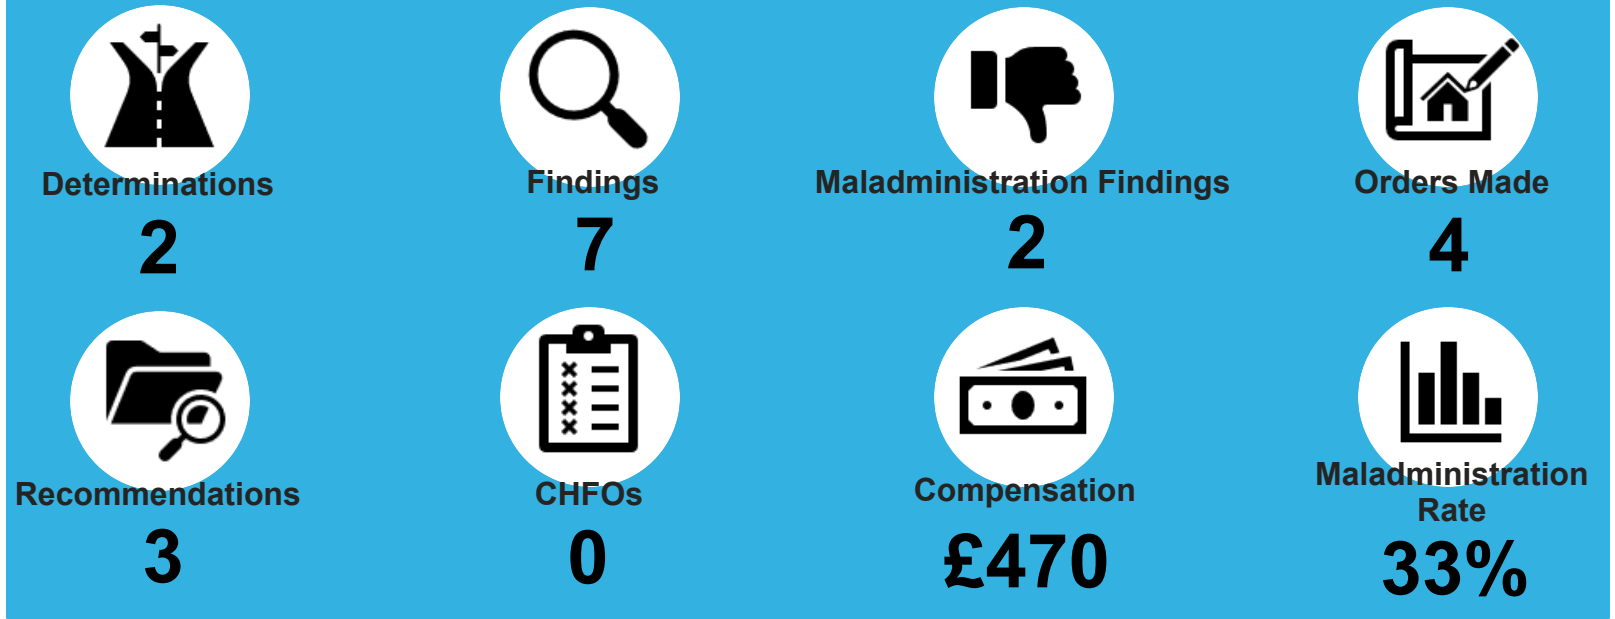 Determinations
2
Findings
7
Maladministration Findings
2
Orders Made
4
Recommendations
3
CHFOs
0
Compensation
£470
Maladministration
Rate
33%